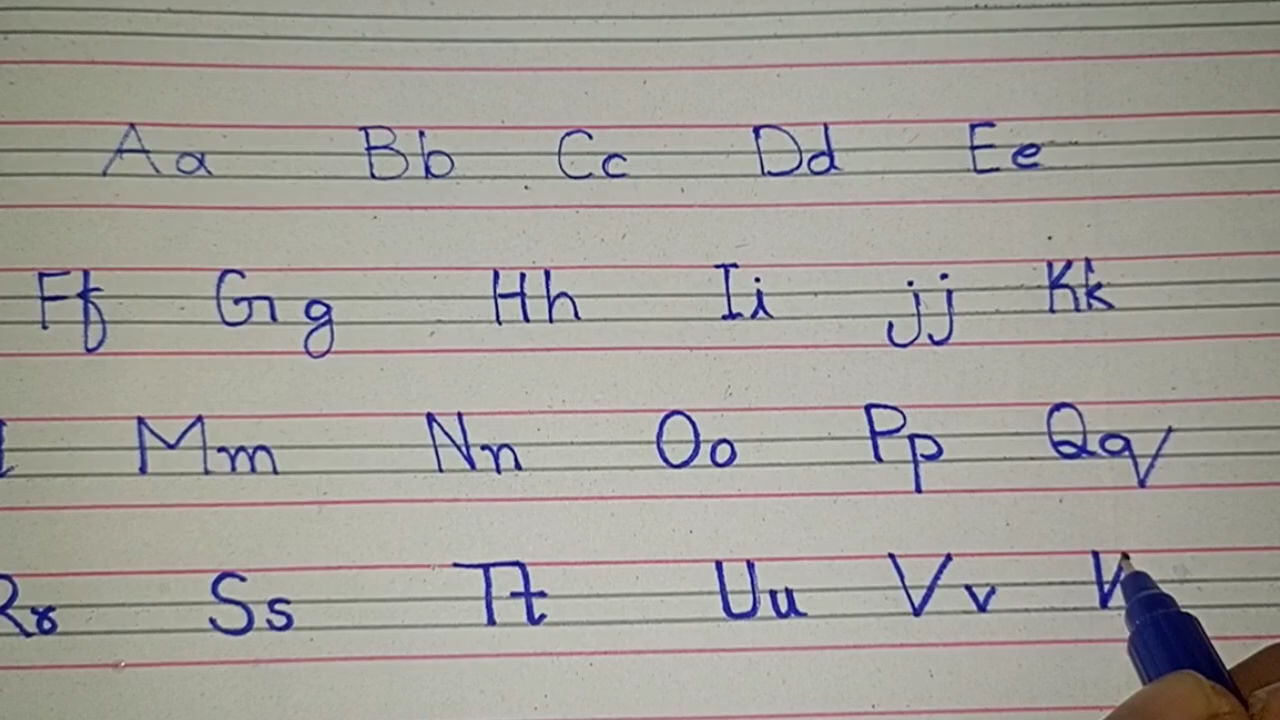 Aa Bb Cc Dd Ee
Ff Gg Hh Ii jj Kk
Mm Nn Oo Pp Qq
Rr Ss Tt Uu Vv